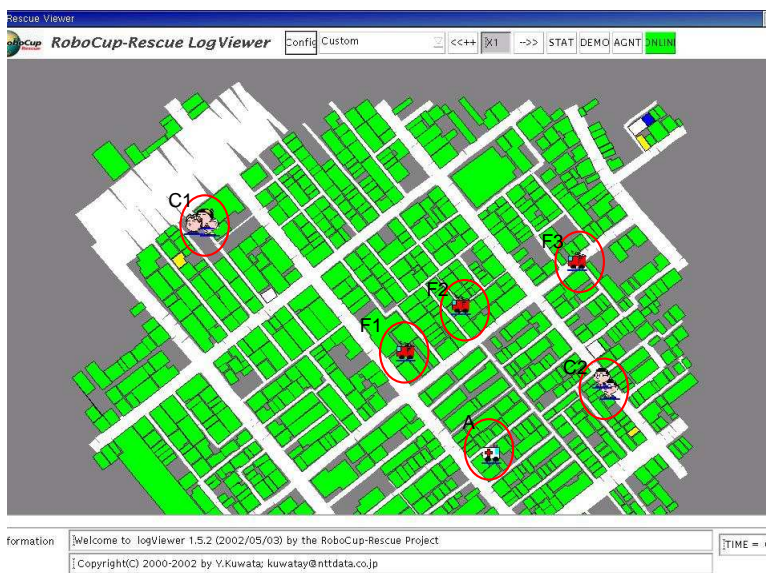 Rescue Viewer
RoboCup-Rescue LogViewer Config Custom <<++ X1 -->> STAT DEMO AGNT ONLINE
C1
F3
F2
F1
C2
A
formation Welcome to logViewer 1.5.2 (2002/05/03) by the RoboCup-Rescue Project TIME =
Copyright(C) 2000-2002 by Y.Kuwata; kuwatay@nttdata.co.jp